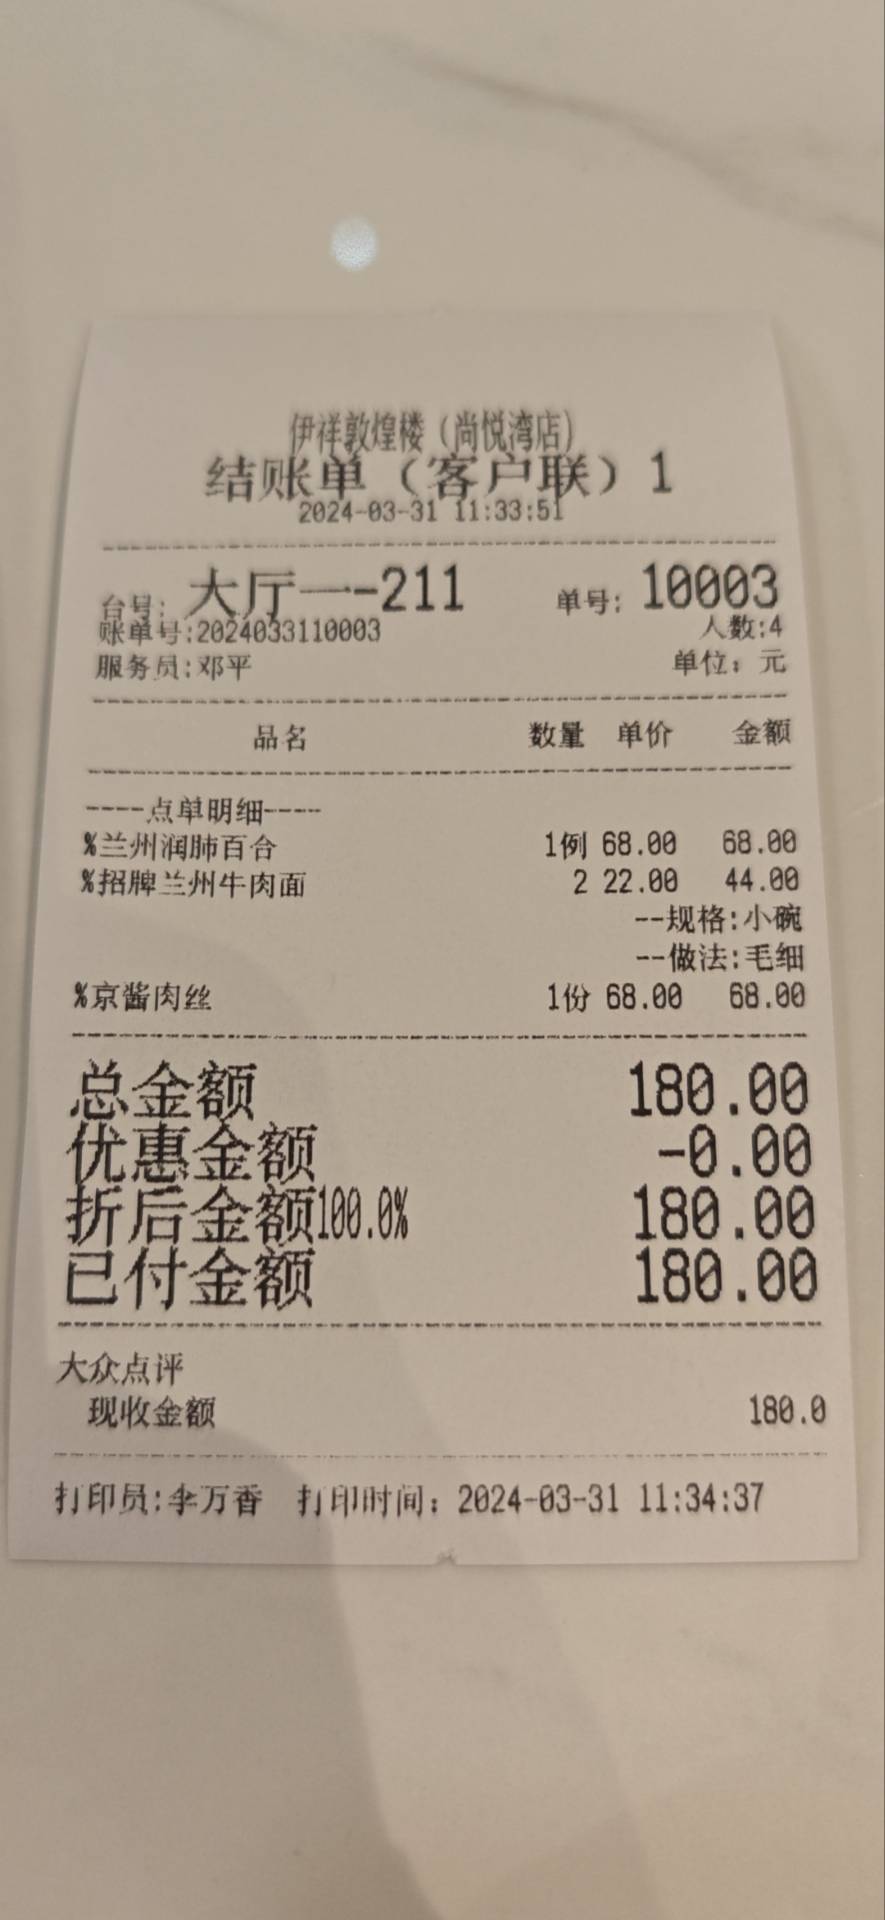 伊祥敦煌楼（尚悦湾店）
结账单（客户联）1
2024-03-31 11:33:51
台号: 大厅一-211 单号: 10003
账单号:2024033110003 人数:4
服务员:邓平 单位: 元
品名 数量 单价 金额
----点单明细----
%兰州润肺百合 1例 68.00 68.00
%招牌兰州牛肉面 2 22.00 44.00
--规格:小碗
--做法:毛细
%京酱肉丝 1份 68.00 68.00
总金额 180.00
优惠金额 -0.00
折后金额100.0% 180.00
已付金额 180.00
大众点评
现收金额 180.0
打印员:李万香 打印时间: 2024-03-31 11:34:37